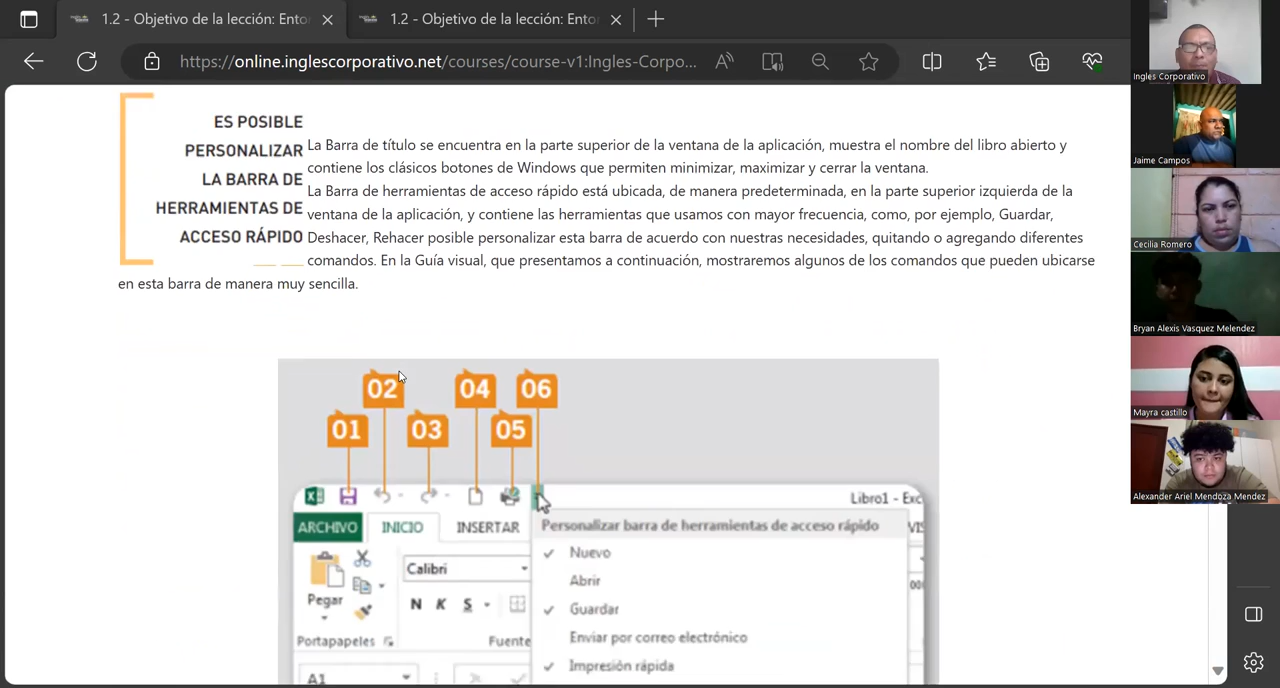 1.2 - Objetivo de la lección: Ento
1.2 - Objetivo de la lección: Ento
https://online.inglescorporativo.net/courses/course-v1:Ingles-Corpo...
ES POSIBLE
PERSONALIZAR
LA BARRA DE
HERRAMIENTAS DE
ACCESO RÁPIDO
La Barra de título se encuentra en la parte superior de la ventana de la aplicación, muestra el nombre del libro abierto y
contiene los clásicos botones de Windows que permiten minimizar, maximizar y cerrar la ventana.
La Barra de herramientas de acceso rápido está ubicada, de manera predeterminada, en la parte superior izquierda de la
ventana de la aplicación, y contiene las herramientas que usamos con mayor frecuencia, como, por ejemplo, Guardar,
Deshacer, Rehacer posible personalizar esta barra de acuerdo con nuestras necesidades, quitando o agregando diferentes
comandos. En la Guía visual, que presentamos a continuación, mostraremos algunos de los comandos que pueden ubicarse
en esta barra de manera muy sencilla.
02 04 06
01 03 05
Libro1 - Exc
ARCHIVO INICIO INSERTAR
Personalizar barra de herramientas de acceso rápido
VIS
Nuevo
Calibri
Abrir
Pegar
N K S
Guardar
Portapapeles
Fuente
Enviar por correo electrónico
Impresión rápida
A1
Ingles Corporativo
Jaime Campos
Cecilia Romero
Bryan Alexis Vasquez Melendez
Mayra castillo
Alexander Ariel Mendoza Mendez